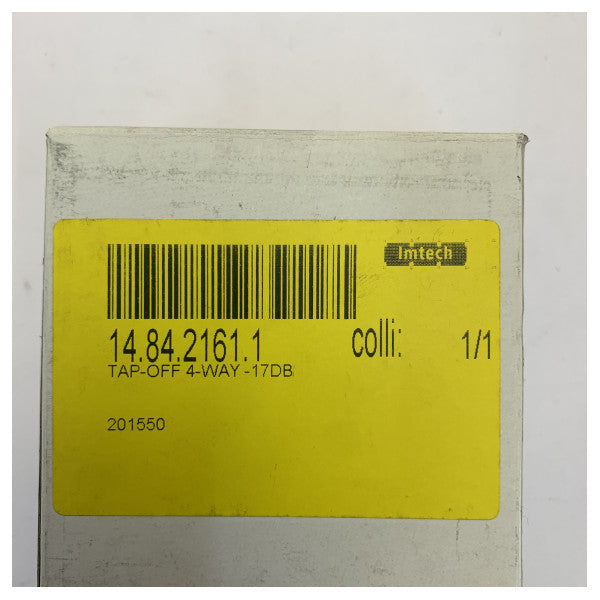 Imtech
14.84.2161.1 colli: 1/1
TAP-OFF 4-WAY -17DB
201550